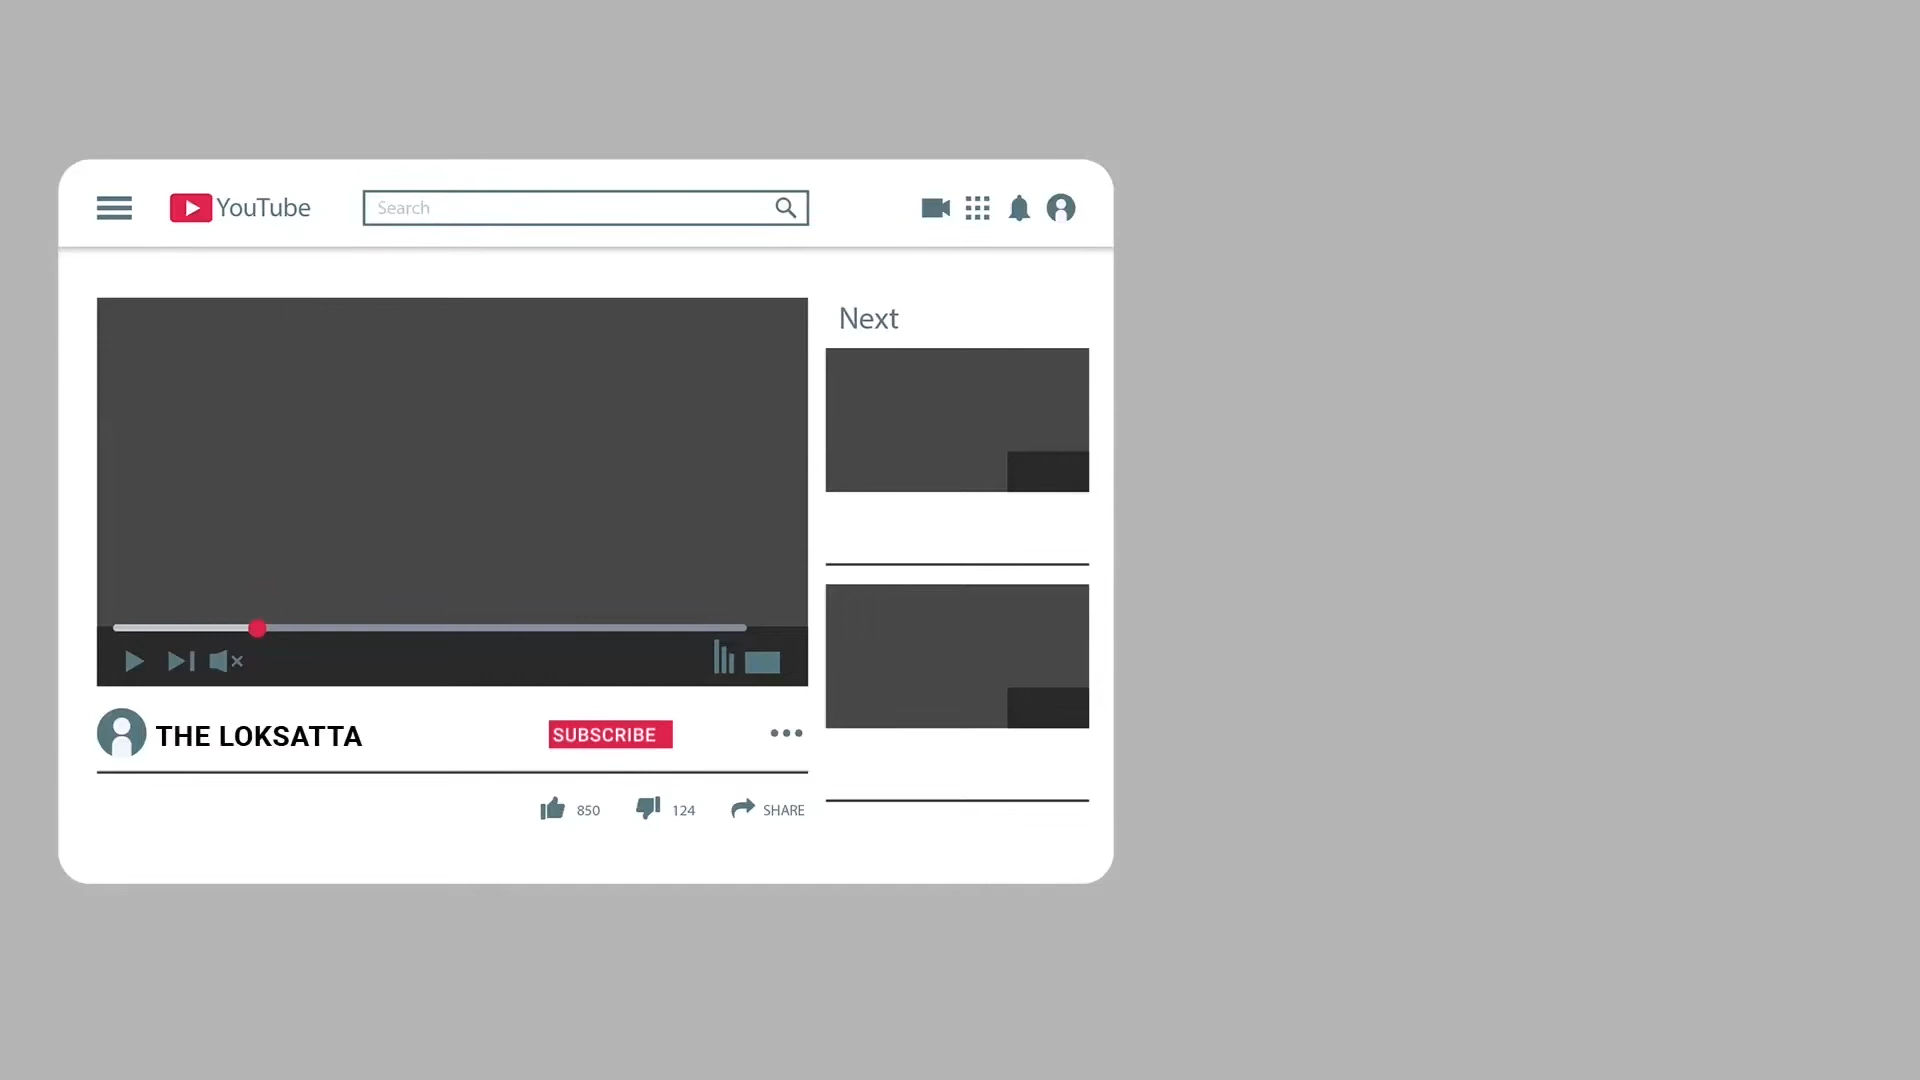 YouTube
Search
Next
THE LOKSATTA
SUBSCRIBE
850
124
SHARE